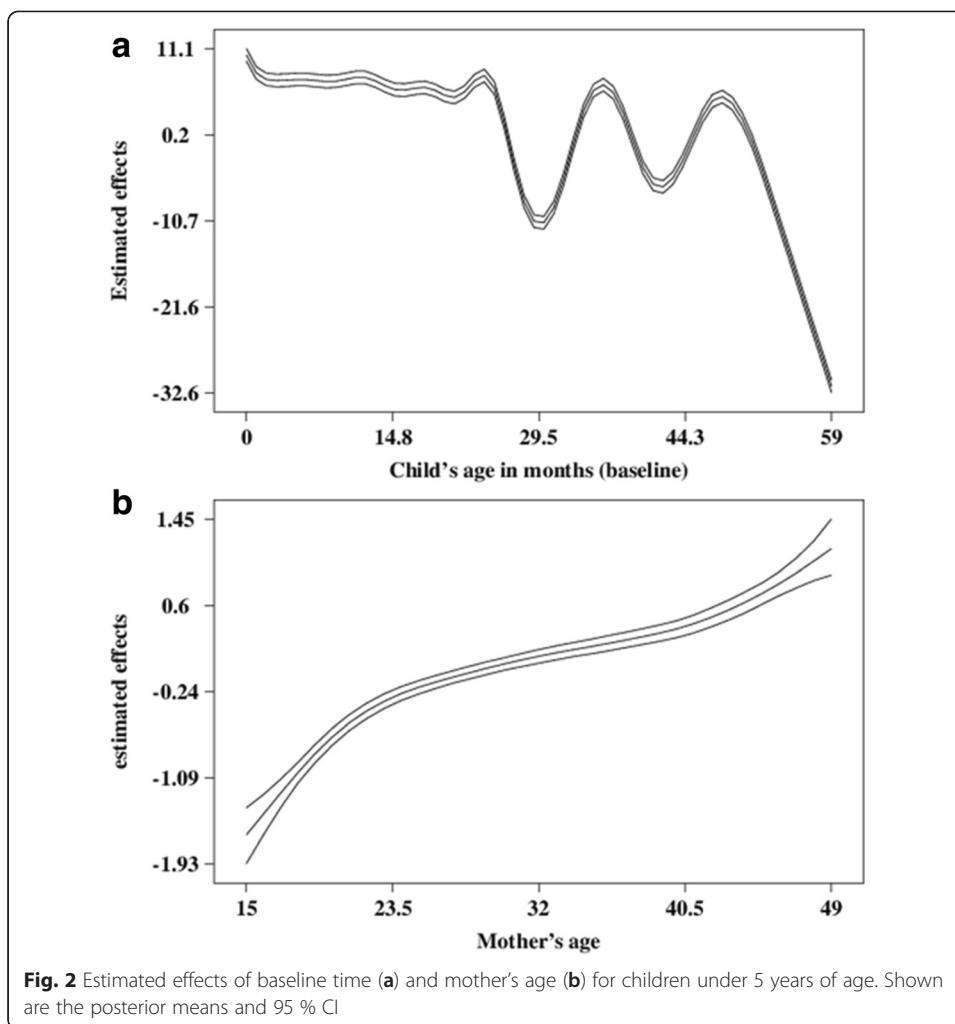 a
11.1
0.2
-10.7
-21.6
-32.6
Estimated effects
0 14.8 29.5 44.3 59
Child's age in months (baseline)
b
1.45
0.6
-0.24
-1.09
-1.93
estimated effects
15 23.5 32 40.5 49
Mother's age
Fig. 2 Estimated effects of baseline time (a) and mother's age (b) for children under 5 years of age. Shown
are the posterior means and 95 % CI